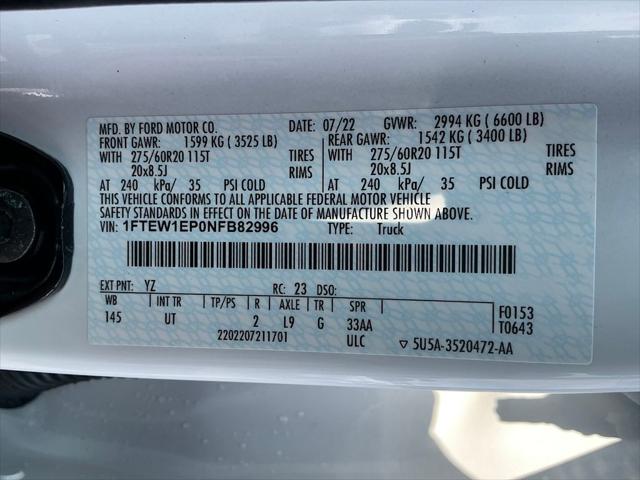 MFD. BY FORD MOTOR CO. DATE: 07/22 GVWR: 2994 KG ( 6600 LB)
FRONT GAWR: 1599 KG ( 3525 LB) REAR GAWR: 1542 KG ( 3400 LB)
WITH 275/60R20 115T TIRES WITH 275/60R20 115T TIRES
20x8.5J RIMS 20x8.5J RIMS
AT 240 kPa/ 35 PSI COLD AT 240 kPa/ 35 PSI COLD
THIS VEHICLE CONFORMS TO ALL APPLICABLE FEDERAL MOTOR VEHICLE
SAFETY STANDARDS IN EFFECT ON THE DATE OF MANUFACTURE SHOWN ABOVE.
VIN: 1FTEW1EP0NFB82996 TYPE: Truck
EXT PNT: YZ RC: 23 DSO:
WB INT TR TP/PS R AXLE TR SPR F0153
145 UT 2 L9 G 33AA T0643
2202207211701 ULC ▽ 5U5A-3520472-AA